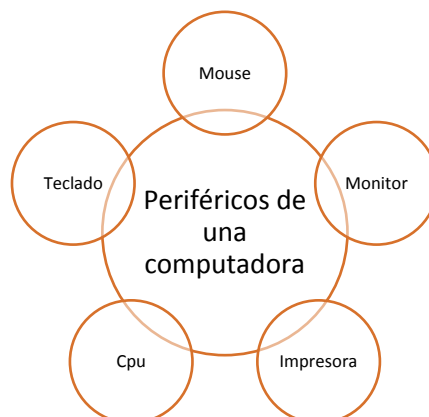 Mouse
Teclado
Monitor
Periféricos de
una
computadora
Cpu
Impresora